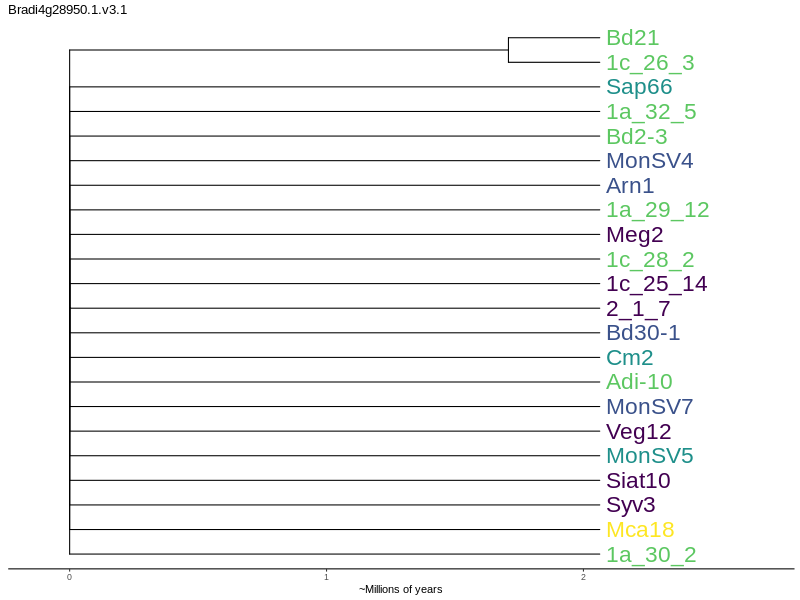 Bradi4g28950.1.v3.1
Bd21
1c_26_3
Sap66
1a_32_5
Bd2-3
MonSV4
Arn1
1a_29_12
Meg2
1c_28_2
1c_25_14
2_1_7
Bd30-1
Cm2
Adi-10
MonSV7
Veg12
MonSV5
Siat10
Syv3
Mca18
1a_30_2
0 1 2
~Millions of years